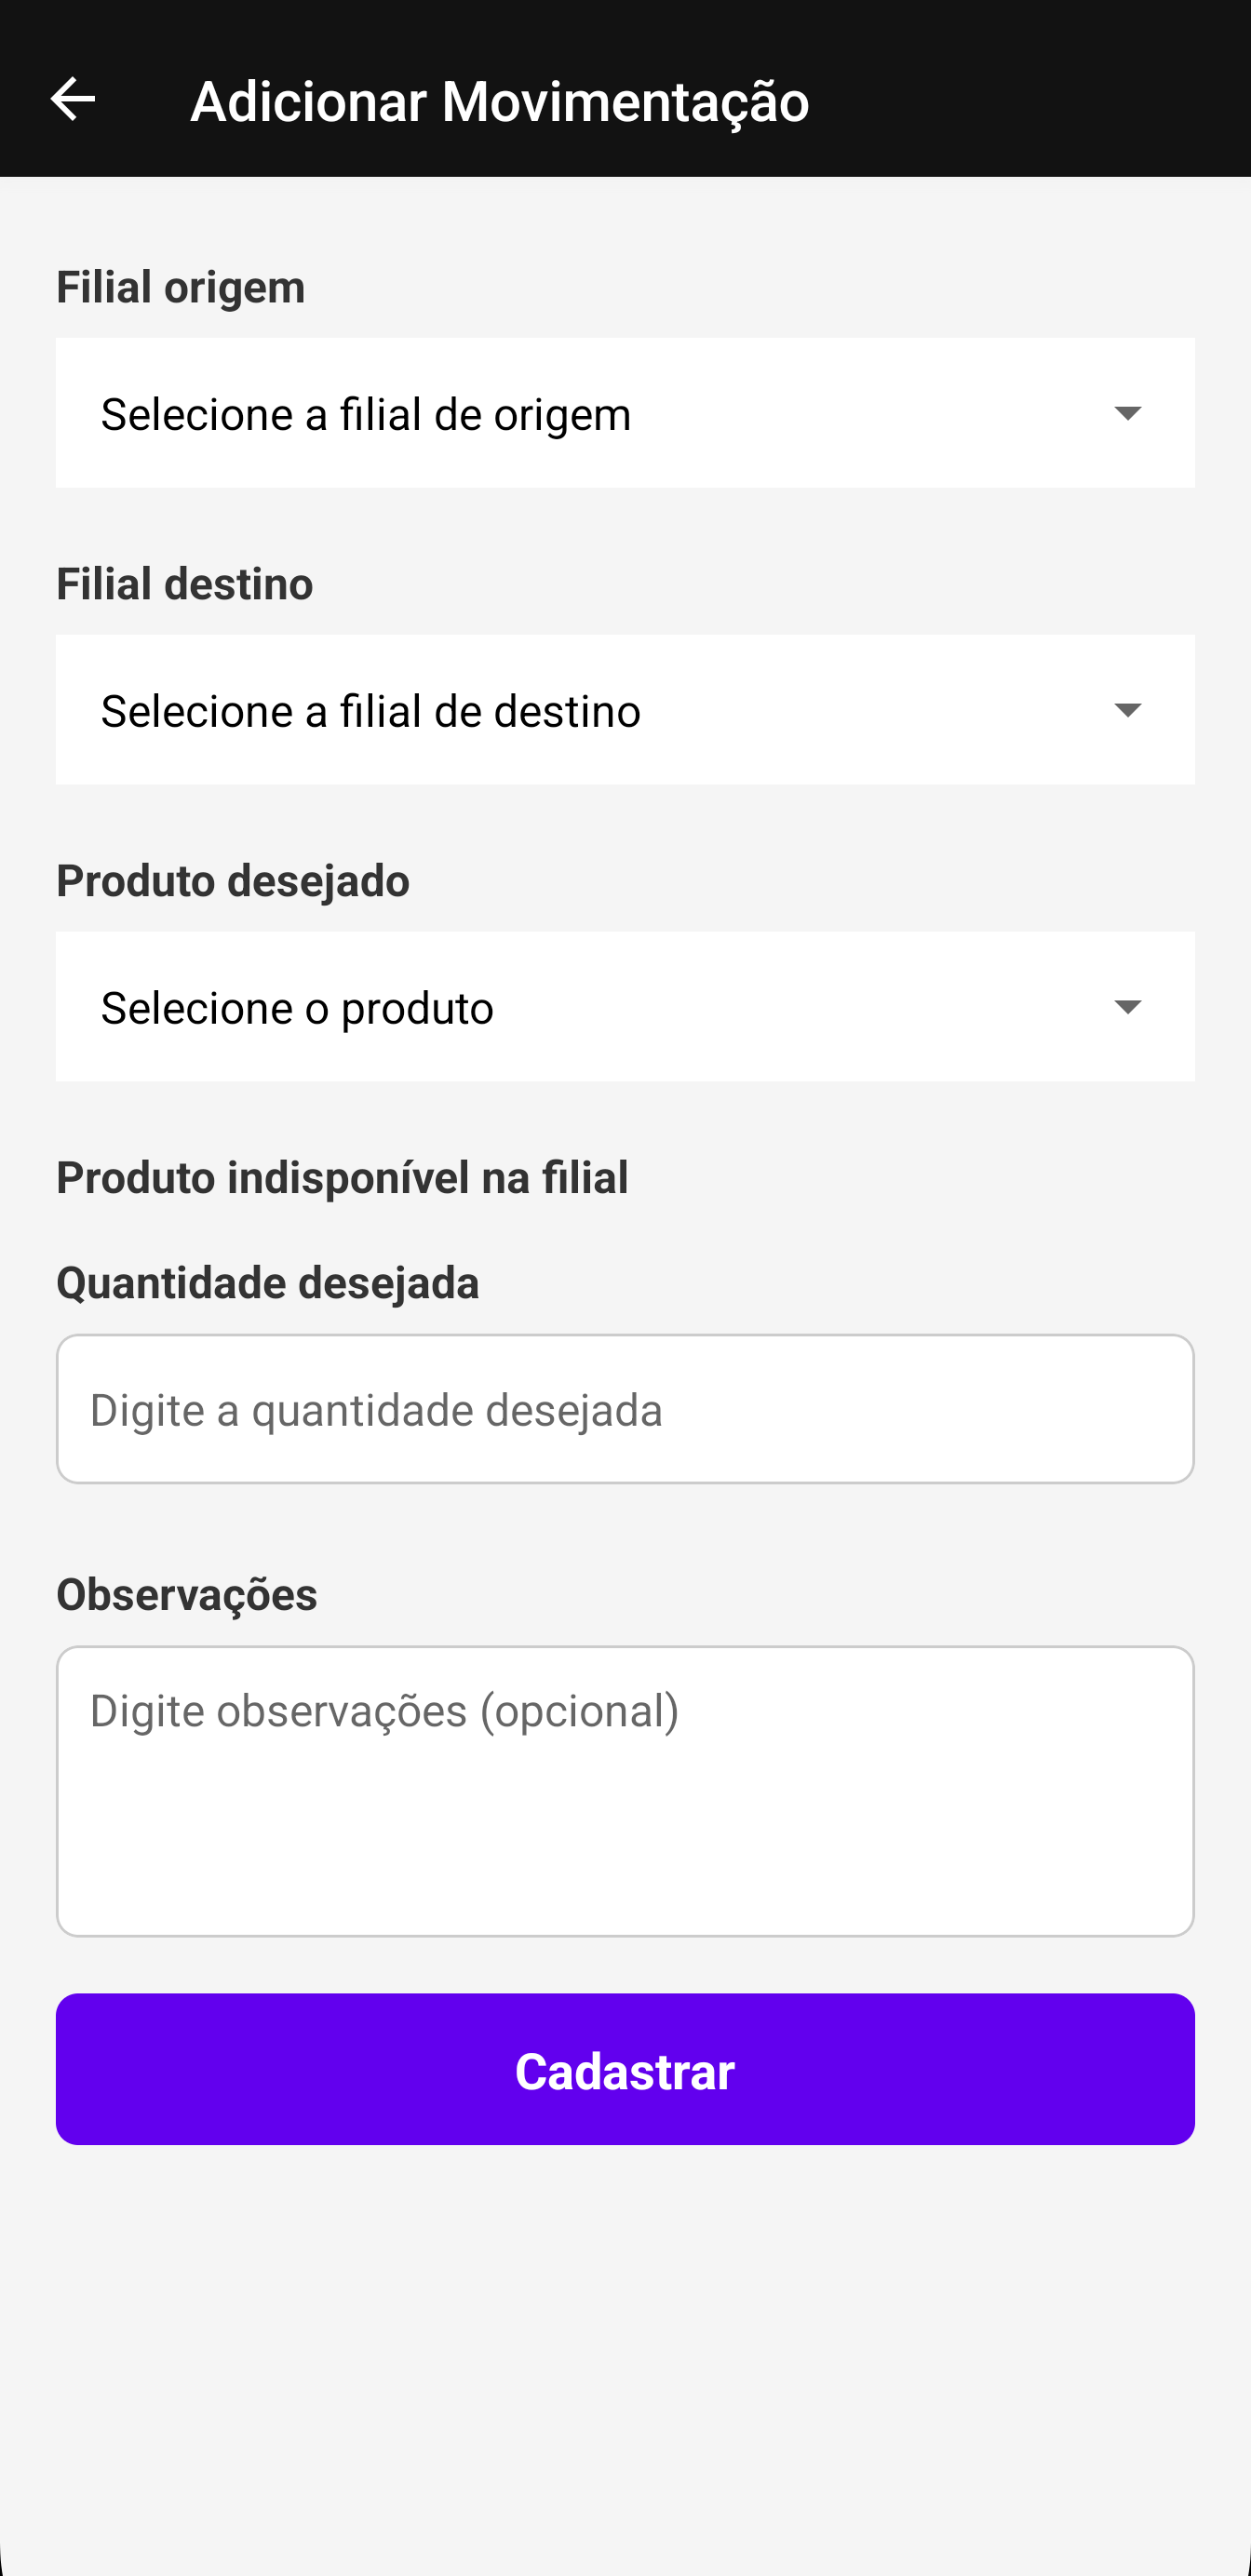 Adicionar Movimentação
Filial origem
Selecione a filial de origem
Filial destino
Selecione a filial de destino
Produto desejado
Selecione o produto
Produto indisponível na filial
Quantidade desejada
Digite a quantidade desejada
Observações
Digite observações (opcional)
Cadastrar